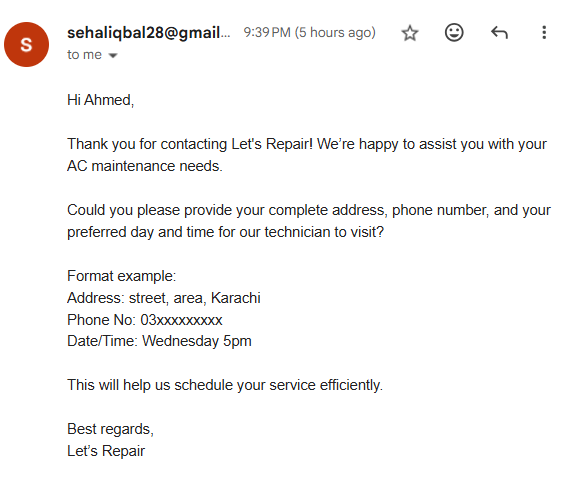 S
sehaliqbal28@gmail... 9:39 PM (5 hours ago)
to me
Hi Ahmed,
Thank you for contacting Let's Repair! We’re happy to assist you with your
AC maintenance needs.
Could you please provide your complete address, phone number, and your
preferred day and time for our technician to visit?
Format example:
Address: street, area, Karachi
Phone No: 03xxxxxxxxx
Date/Time: Wednesday 5pm
This will help us schedule your service efficiently.
Best regards,
Let’s Repair